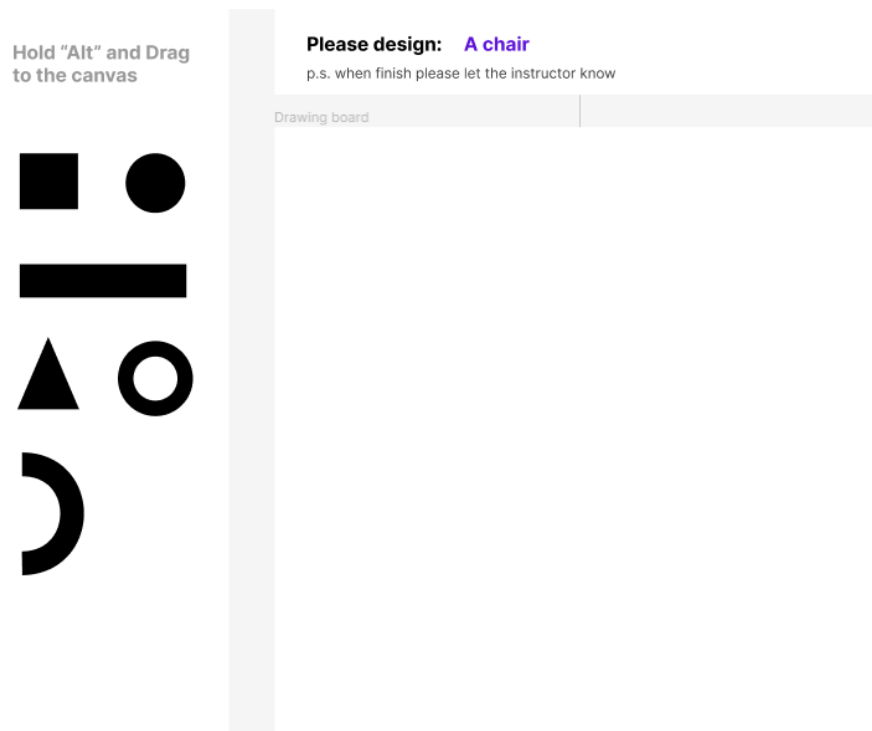 Hold “Alt” and Drag
to the canvas
Please design: A chair
p.s. when finish please let the instructor know
Drawing board